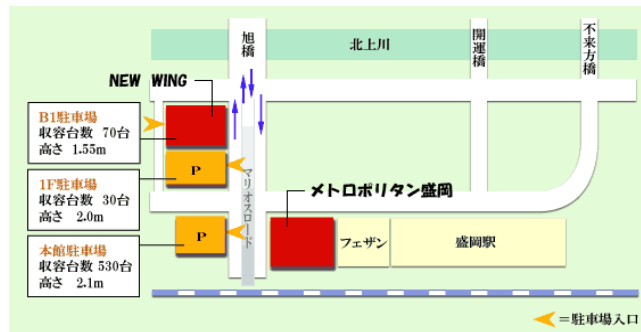 旭橋
北上川
開運橋
不来方橋
NEW WING
B1駐車場
収容台数 70台
高さ 1.55m
P
1F駐車場
収容台数 30台
高さ 2.0m
マリオスロード
メトロポリタン盛岡
P
フェザン
盛岡駅
本館駐車場
収容台数 530台
高さ 2.1m
=駐車場入口